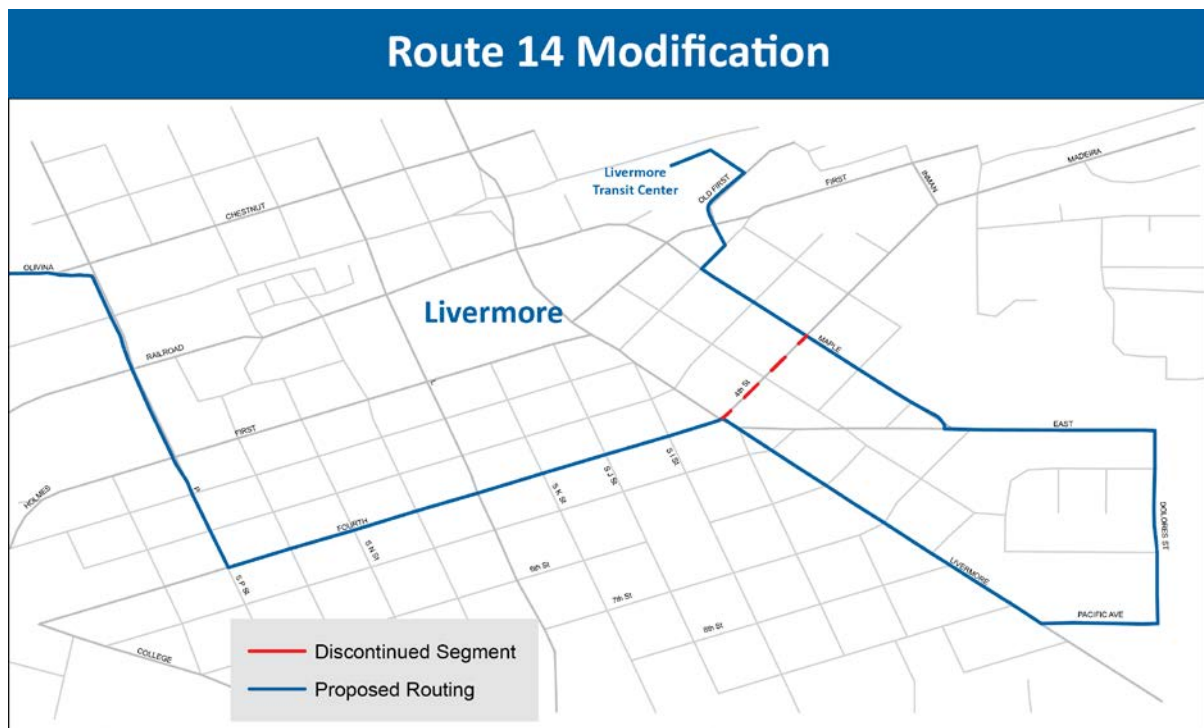 Route 14 Modification
Livermore
Transit Center
OLD FIRST
FIRST
INMAN
MADEIRA
CHESTNUT
OLIVINA
Livermore
RAILROAD
MAPLE
L
4th St
EAST
FIRST
HOLMES
P
S I St
S J St
S K St
FOURTH
S N St
DOLORES ST
S P St
6th St
7th St
8th St
LIVERMORE
PACIFIC AVE
COLLEGE
Discontinued Segment
Proposed Routing